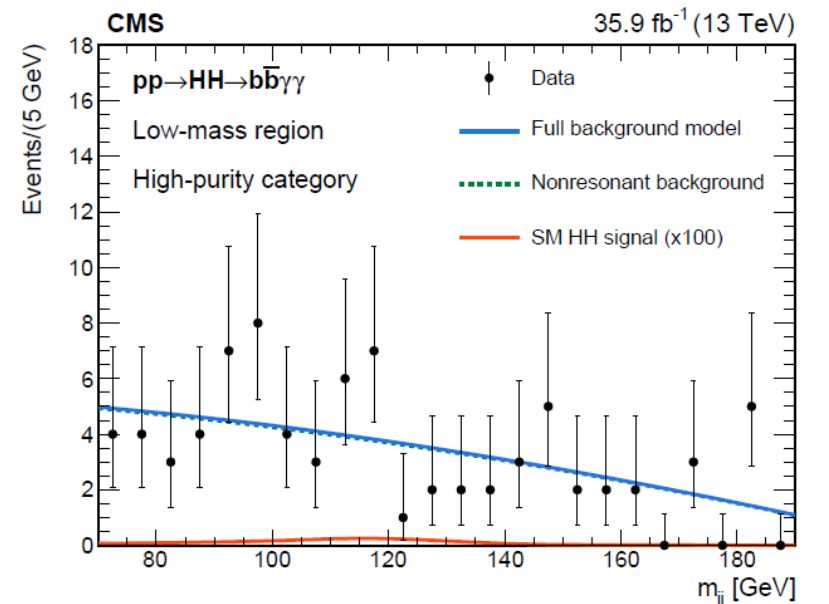 CMS 35.9 fb⁻¹ (13 TeV)
Events/(5 GeV)
18
16
14
12
10
8
6
4
2
0
pp→HH→bb̅γγ
Low-mass region
High-purity category
Data
Full background model
Nonresonant background
SM HH signal (x100)
80 100 120 140 160 180
m_jj [GeV]